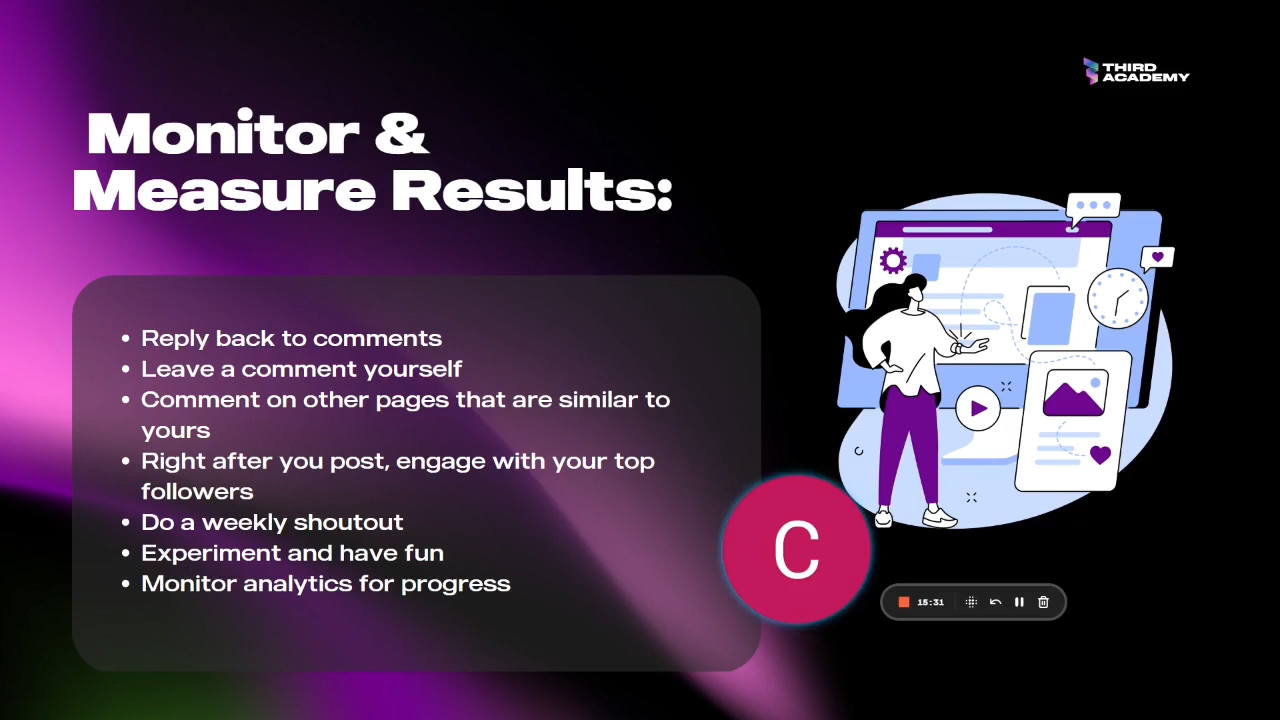 THIRD
ACADEMY
Monitor &
Measure Results:
• Reply back to comments
• Leave a comment yourself
• Comment on other pages that are similar to
yours
• Right after you post, engage with your top
followers
• Do a weekly shoutout
• Experiment and have fun
• Monitor analytics for progress
C
15:31